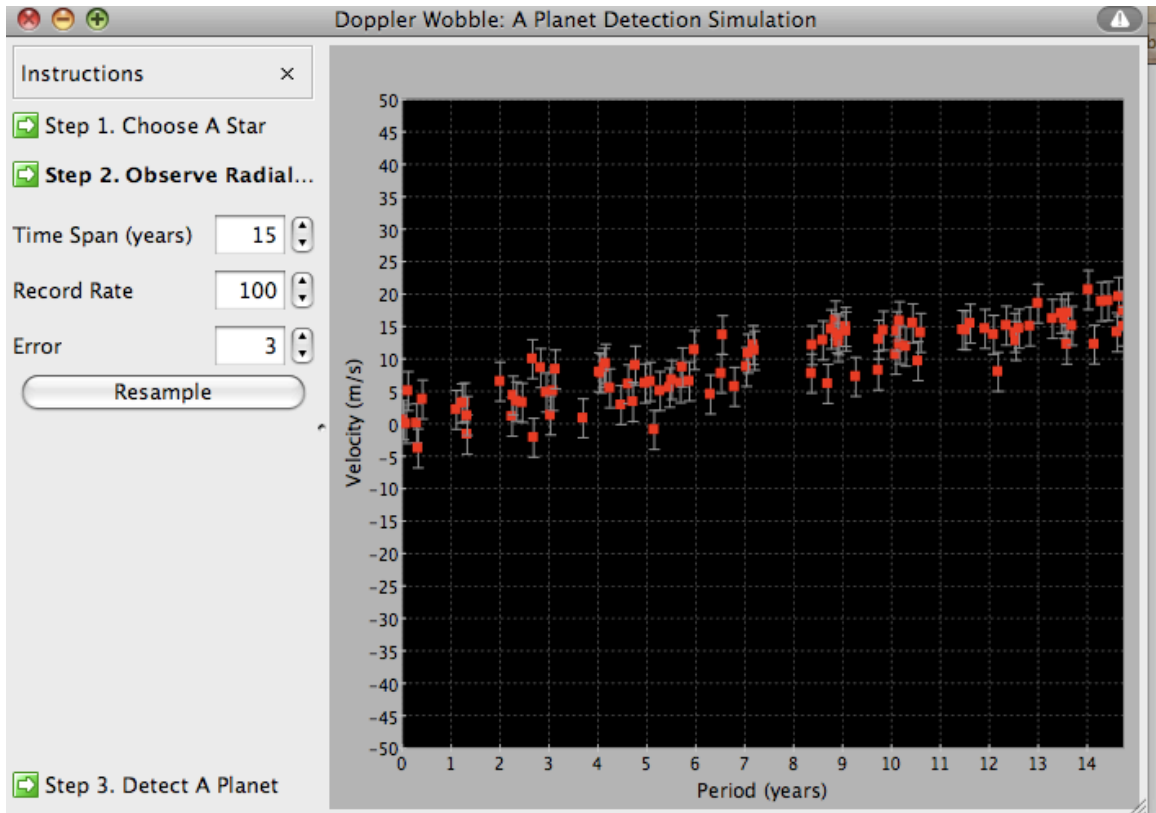 Doppler Wobble: A Planet Detection Simulation
Instructions ×
Step 1. Choose A Star
Step 2. Observe Radial...
Time Span (years) 15
Record Rate 100
Error 3
Resample
Step 3. Detect A Planet
Velocity (m/s)
50
45
40
35
30
25
20
15
10
5
0
−5
−10
−15
−20
−25
−30
−35
−40
−45
−50
0 1 2 3 4 5 6 7 8 9 10 11 12 13 14
Period (years)